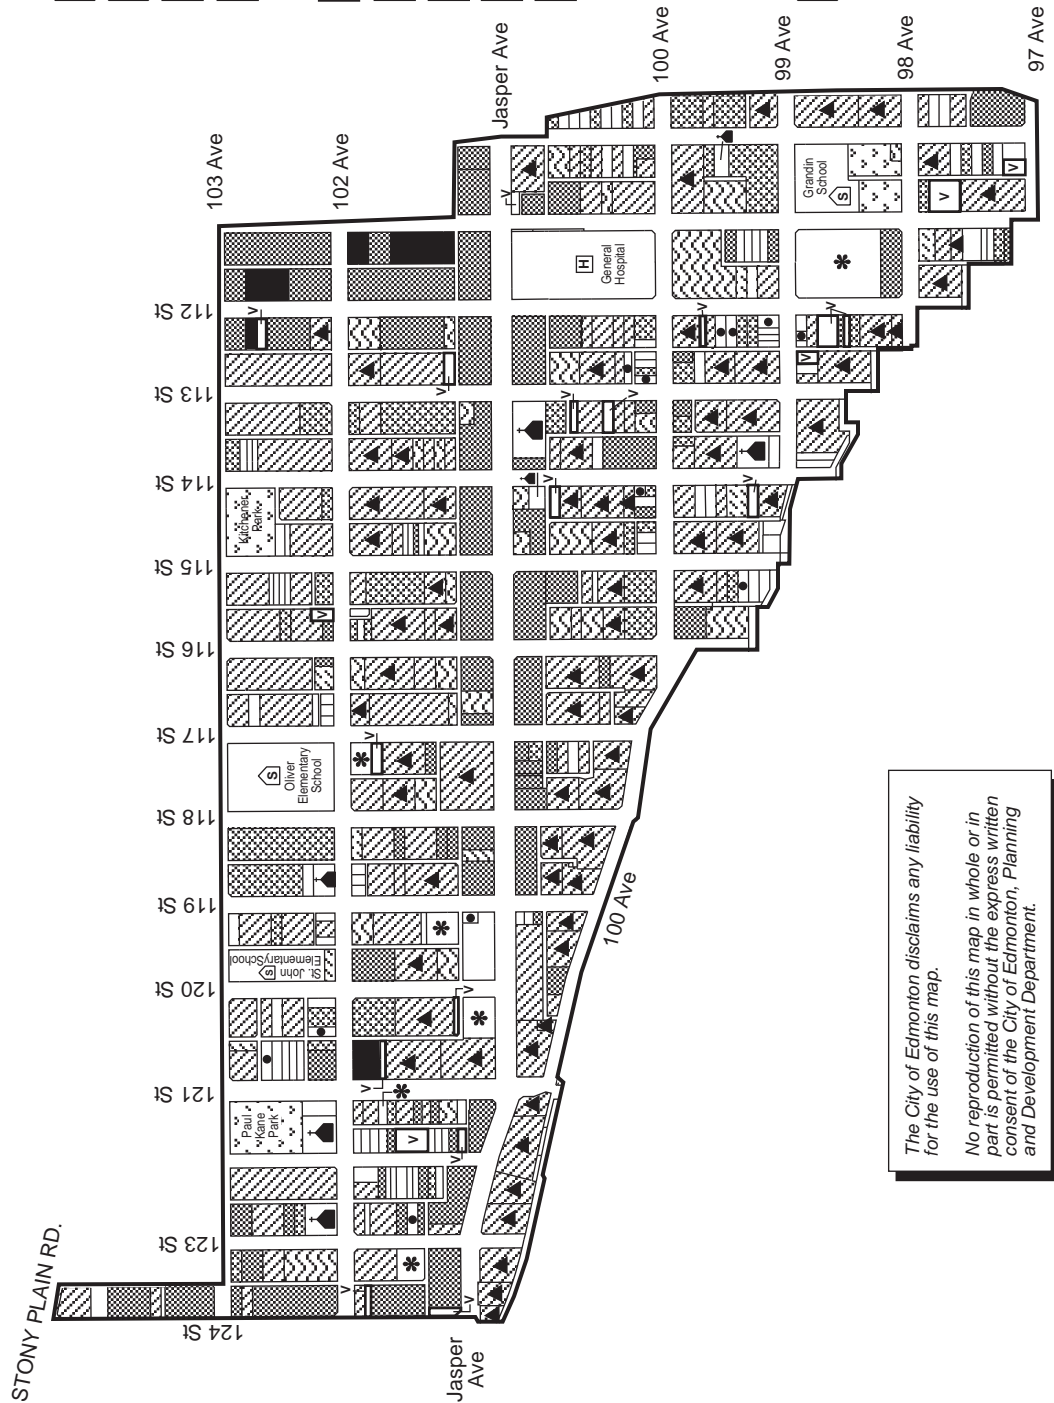 Jasper Ave
100 Ave
99 Ave
98 Ave
97 Ave
103 Ave
102 Ave
V
Grandin
School
S
V
V
H
General
Hospital
112 St
V
V
V
V
113 St
V
V
V
114 St
V
V
Kitchener
Park
115 St
V
116 St
117 St
V
S
Oliver
Elementary
School
118 St
119 St
100 Ave
St. John
ElementarySchool
S
120 St
V
V
121 St
Paul
Kane
Park
V
V
123 St
V
V
STONY PLAIN RD.
124 St
Jasper
Ave
The City of Edmonton disclaims any liability
for the use of this map.
No reproduction of this map in whole or in
part is permitted without the express written
consent of the City of Edmonton, Planning
and Development Department.